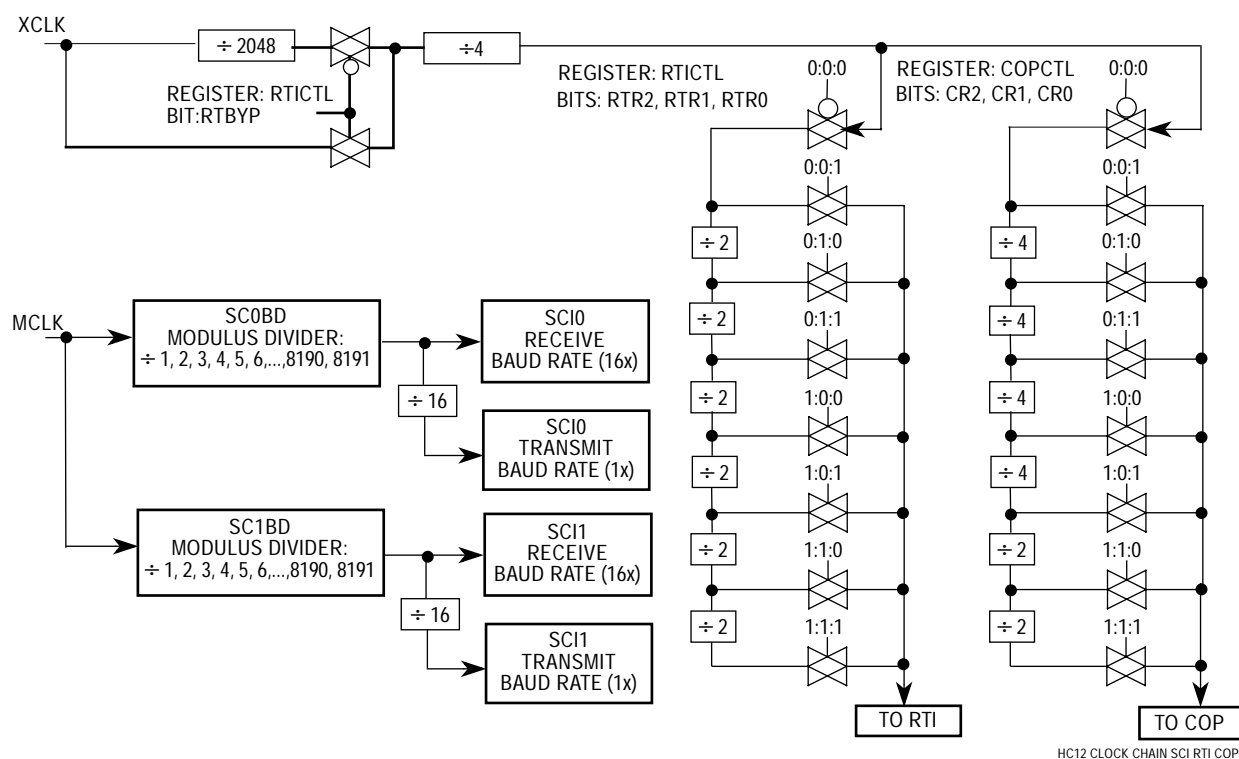 XCLK
÷ 2048
÷4
REGISTER: RTICTL
BIT:RTBYP
REGISTER: RTICTL
BITS: RTR2, RTR1, RTR0
0:0:0
REGISTER: COPCTL
BITS: CR2, CR1, CR0
0:0:0
0:0:1
÷ 2
0:1:0
÷ 2
0:1:1
÷ 2
1:0:0
÷ 2
1:0:1
÷ 2
1:1:0
÷ 2
1:1:1
TO RTI
0:0:1
÷ 4
0:1:0
÷ 4
0:1:1
÷ 4
1:0:0
÷ 4
1:0:1
÷ 2
1:1:0
÷ 2
1:1:1
TO COP
MCLK
SC0BD
MODULUS DIVIDER:
÷ 1, 2, 3, 4, 5, 6,...,8190, 8191
SCI0
RECEIVE
BAUD RATE (16x)
÷ 16
SCI0
TRANSMIT
BAUD RATE (1x)
SC1BD
MODULUS DIVIDER:
÷ 1, 2, 3, 4, 5, 6,...,8190, 8191
SCI1
RECEIVE
BAUD RATE (16x)
÷ 16
SCI1
TRANSMIT
BAUD RATE (1x)
HC12 CLOCK CHAIN SCI RTI COP